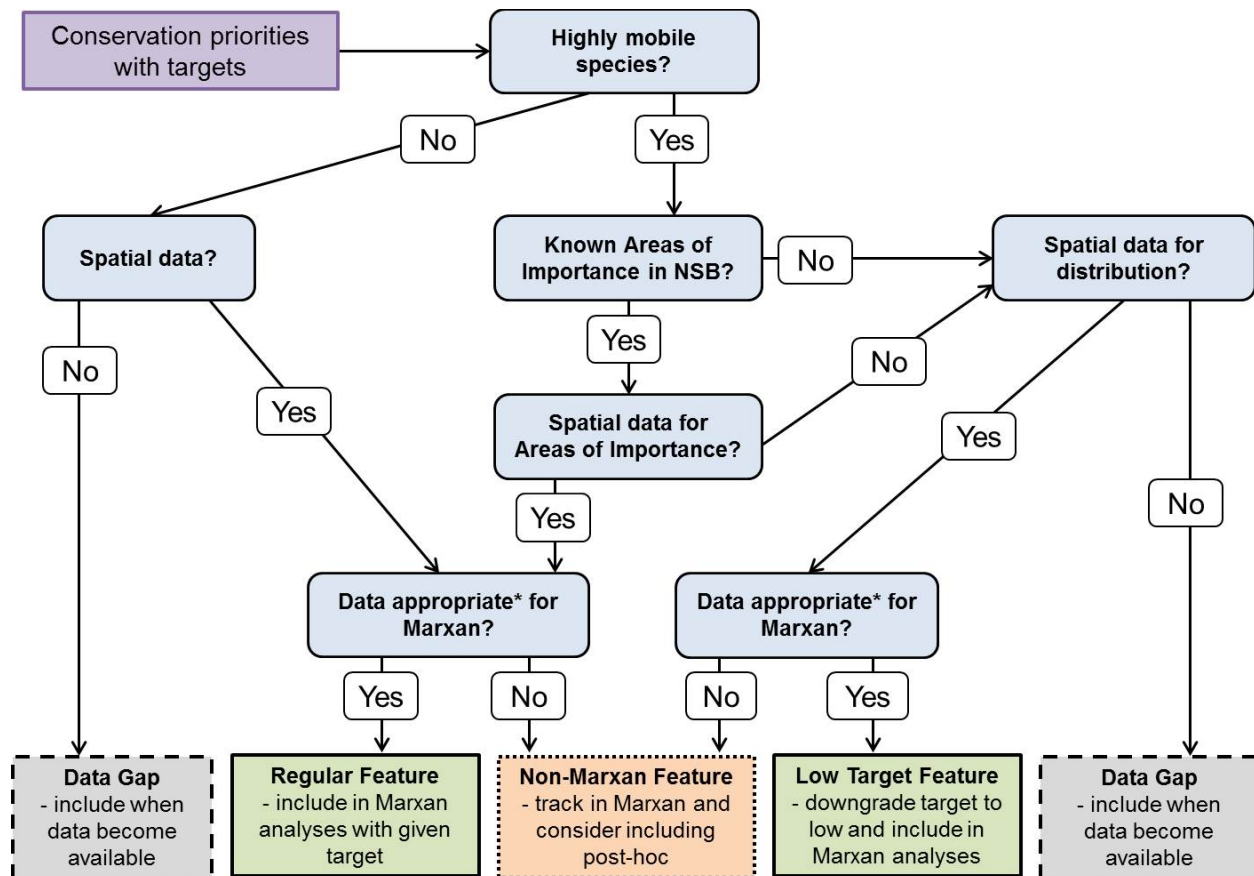 Conservation priorities
with targets
Highly mobile
species?
No
Yes
Spatial data?
Known Areas of
Importance in NSB?
No
Spatial data for
distribution?
No
Yes
Yes
No
Spatial data for
Areas of Importance?
Yes
No
Yes
Data appropriate* for
Marxan?
Data appropriate* for
Marxan?
Yes
No
No
Yes
Data Gap
- include when
data become
available
Regular Feature
- include in Marxan
analyses with given
target
Non-Marxan Feature
- track in Marxan and
consider including
post-hoc
Low Target Feature
- downgrade target to
low and include in
Marxan analyses
Data Gap
- include when
data become
available